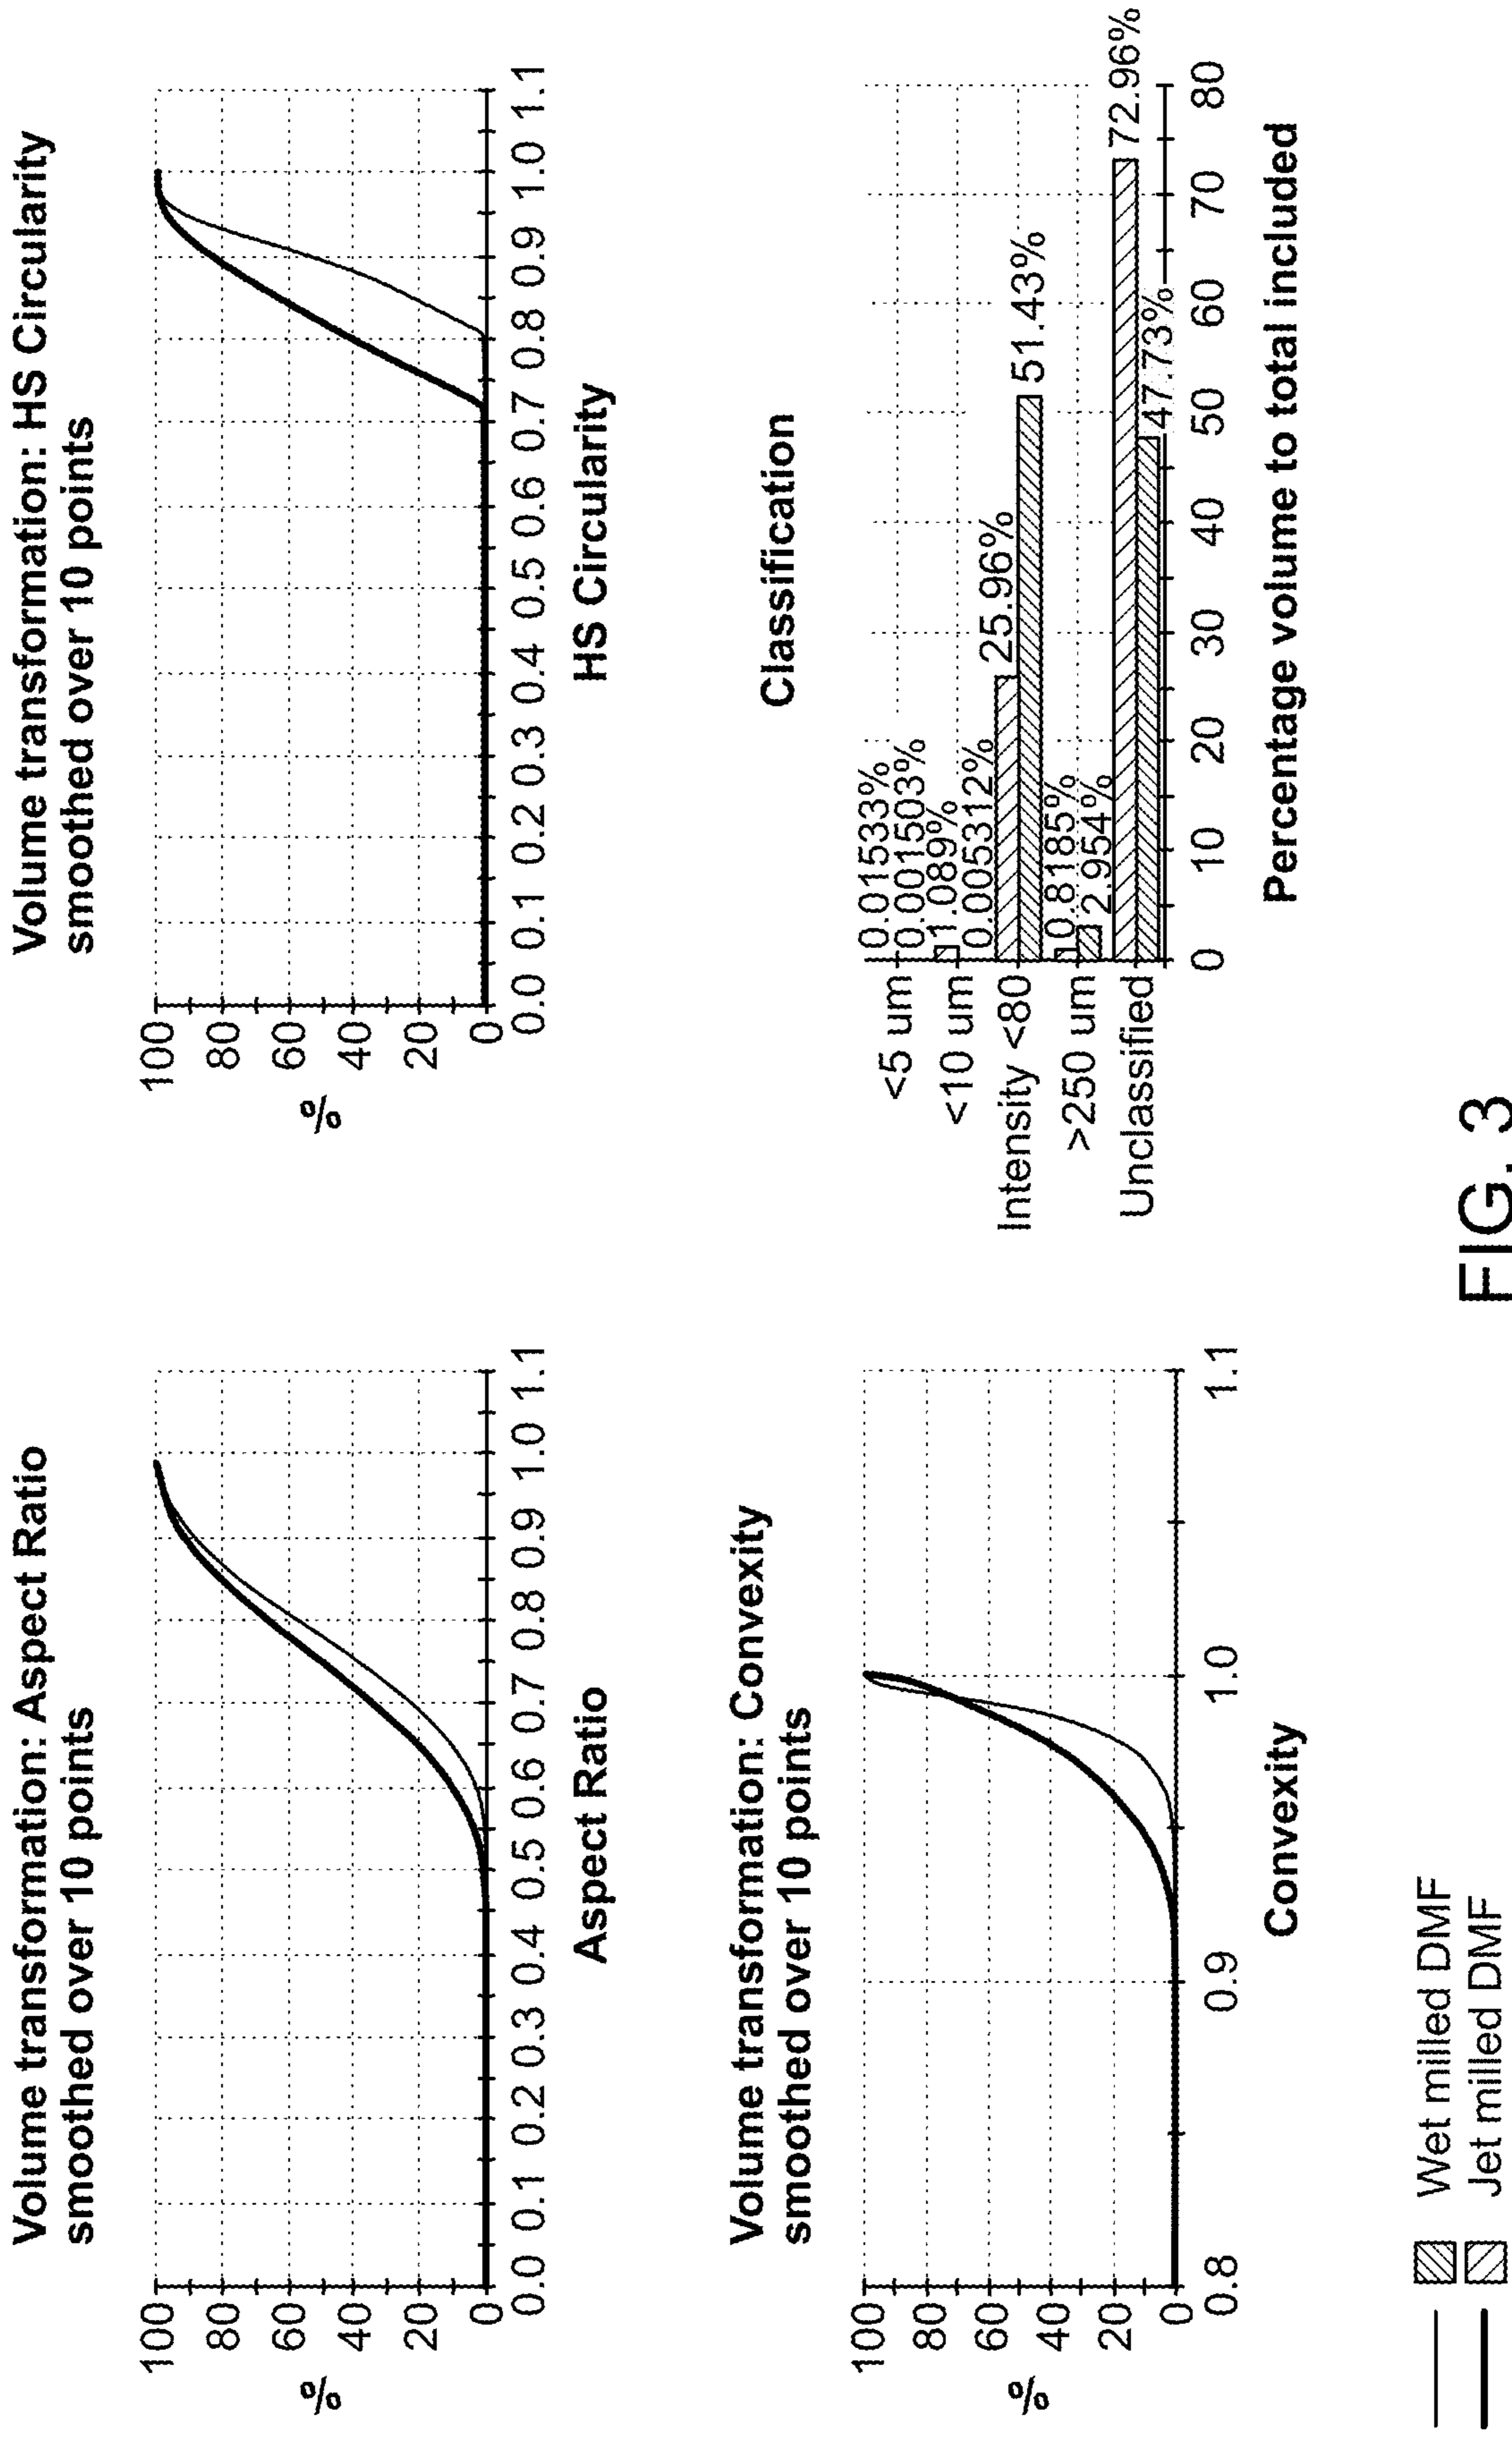 Volume transformation: Aspect Ratio
smoothed over 10 points
%
100
80
60
40
20
0
0.0 0.1 0.2 0.3 0.4 0.5 0.6 0.7 0.8 0.9 1.0 1.1
Aspect Ratio
Volume transformation: HS Circularity
smoothed over 10 points
%
100
80
60
40
20
0
0.0 0.1 0.2 0.3 0.4 0.5 0.6 0.7 0.8 0.9 1.0 1.1
HS Circularity
Volume transformation: Convexity
smoothed over 10 points
%
100
80
60
40
20
0
0.8 0.9 1.0 1.1
Convexity
Classification
<5 um
0.01533%
0.001503%
<10 um
1.089%
0.005312%
Intensity <80
25.96%
51.43%
>250 um
0.8185%
2.954%
Unclassified
72.96%
47.73%
0 10 20 30 40 50 60 70 80
Percentage volume to total included
Wet milled DMF
Jet milled DMF
FIG. 3